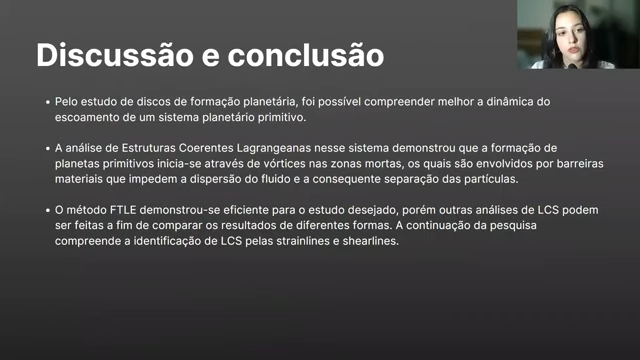 Discussão e conclusão
• Pelo estudo de discos de formação planetária, foi possível compreender melhor a dinâmica do
escoamento de um sistema planetário primitivo.
• A análise de Estruturas Coerentes Lagrangeanas nesse sistema demonstrou que a formação de
planetas primitivos inicia-se através de vórtices nas zonas mortas, os quais são envolvidos por barreiras
materiais que impedem a dispersão do fluido e a consequente separação das partículas.
• O método FTLE demonstrou-se eficiente para o estudo desejado, porém outras análises de LCS podem
ser feitas a fim de comparar os resultados de diferentes formas. A continuação da pesquisa
compreende a identificação de LCS pelas strainlines e shearlines.